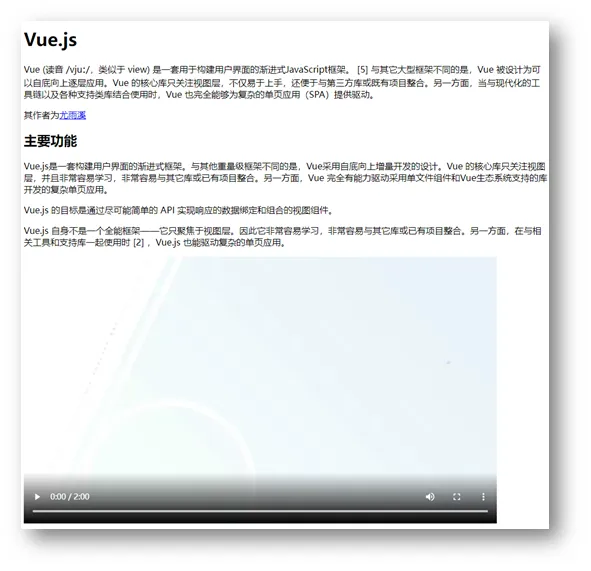 Vue.js
Vue (读音 /vjuː/，类似于 view) 是一套用于构建用户界面的渐进式JavaScript框架。 [5] 与其它大型框架不同的是，Vue 被设计为可
以自底向上逐层应用。Vue 的核心库只关注视图层，不仅易于上手，还便于与第三方库或既有项目整合。另一方面，当与现代化的工
具链以及各种支持类库结合使用时，Vue 也完全能够为复杂的单页应用（SPA）提供驱动。
其作者为尤雨溪
主要功能
Vue.js是一套构建用户界面的渐进式框架。与其他重量级框架不同的是，Vue采用自底向上增量开发的设计。Vue 的核心库只关注视图
层，并且非常容易学习，非常容易与其它库或已有项目整合。另一方面，Vue 完全有能力驱动采用单文件组件和Vue生态系统支持的库
开发的复杂单页应用。
Vue.js 的目标是通过尽可能简单的 API 实现响应的数据绑定和组合的视图组件。
Vue.js 自身不是一个全能框架——它只聚焦于视图层。因此它非常容易学习，非常容易与其它库或已有项目整合。另一方面，在与相
关工具和支持库一起使用时 [2] ，Vue.js 也能驱动复杂的单页应用。
0:00 / 2:00